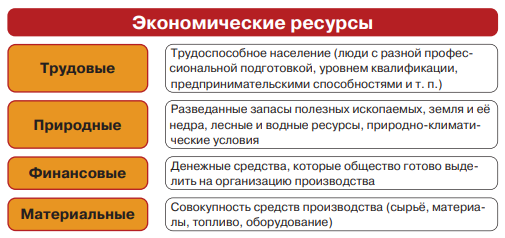 Экономические ресурсы
Трудовые
Трудоспособное население (люди с разной профес-
сиональной подготовкой, уровнем квалификации,
предпринимательскими способностями и т. п.)
Природные
Разведанные запасы полезных ископаемых, земля и её
недра, лесные и водные ресурсы, природно-климати-
ческие условия
Финансовые
Денежные средства, которые общество готово выде-
лить на организацию производства
Материальные
Совокупность средств производства (сырьё, материа-
лы, топливо, оборудование)